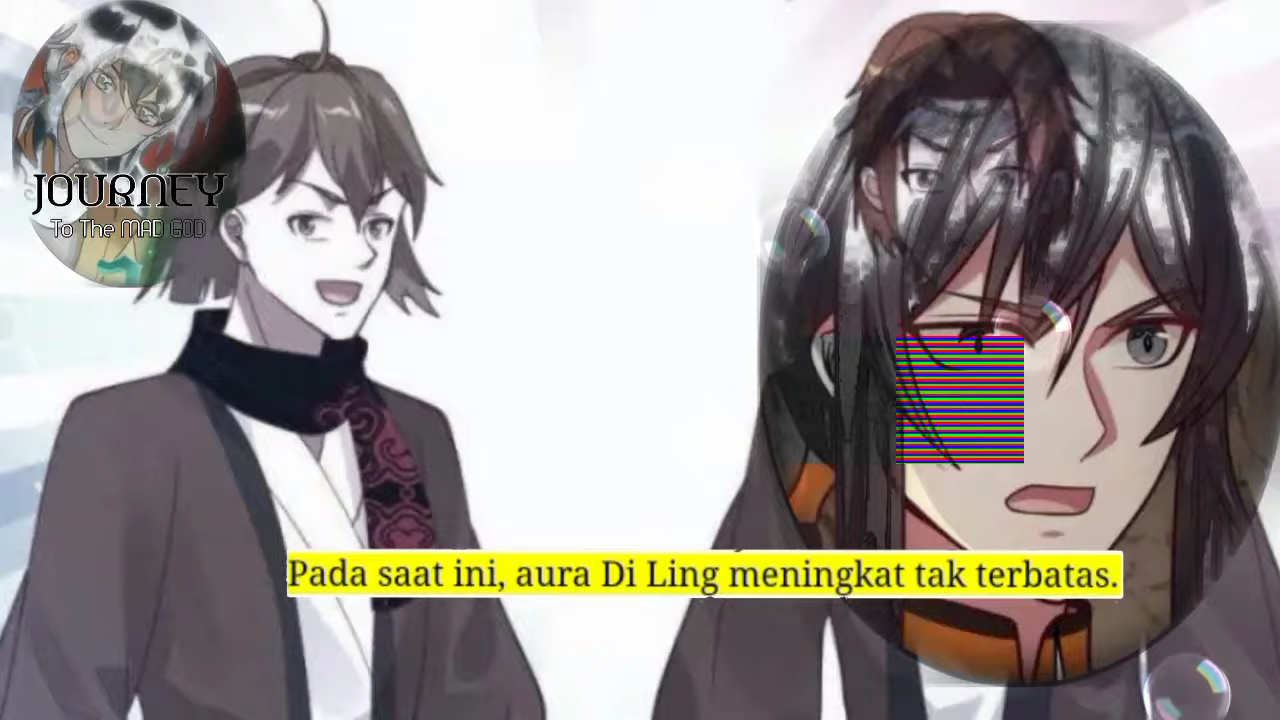 JOURNEY
To The MAD GOD
Pada saat ini, aura Di Ling meningkat tak terbatas.